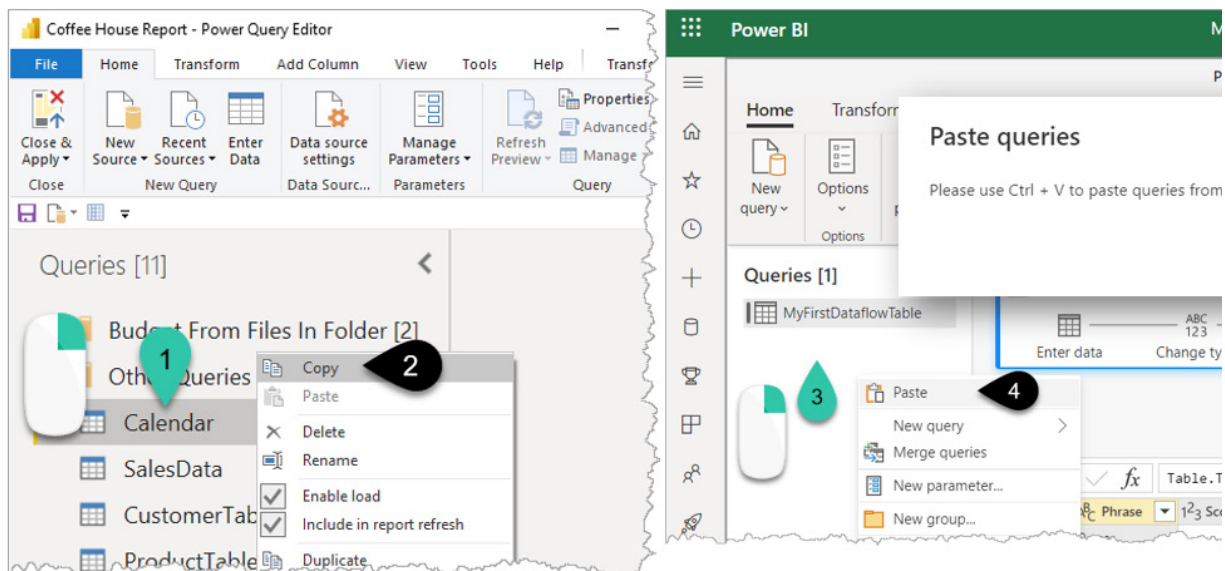 Coffee House Report - Power Query Editor
File Home Transform Add Column View Tools Help
Close & Apply
New Source
Recent Sources
Enter Data
Data source settings
Manage Parameters
Refresh Preview
Properties
Advanced
Manage
Close
New Query
Data Sourc...
Parameters
Query
Queries [11]
Budget From Files In Folder [2]
Other Queries
1
Calendar
SalesData
CustomerTab
ProductTable
Copy
2
Paste
Delete
Rename
Enable load
Include in report refresh
Duplicate
Power BI
Home
New query
Options
Options
Paste queries
Please use Ctrl + V to paste queries from
Queries [1]
MyFirstDataflowTable
ABC
123
Enter data
Change ty
3
Paste
4
New query
Merge queries
New parameter...
New group...
fx
Table.T
Phrase
123 Sc